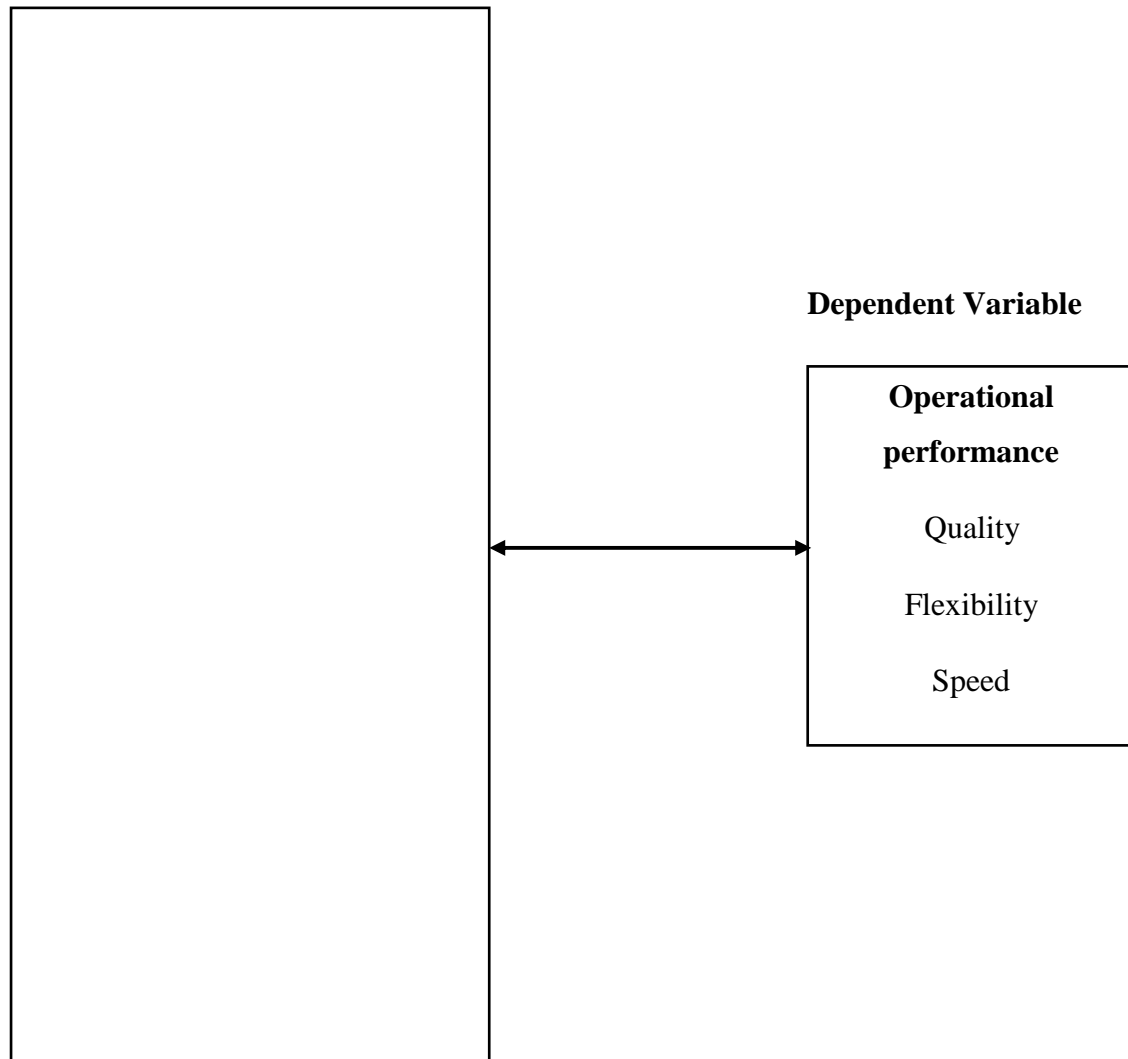 Dependent Variable
Operational
performance
Quality
Flexibility
Speed